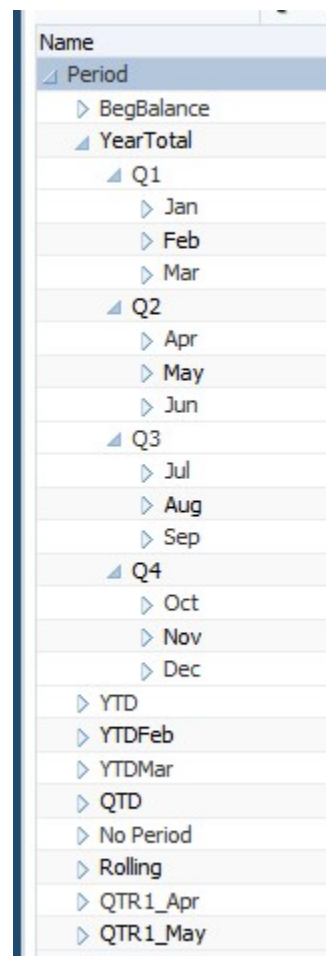 Name
Period
BegBalance
YearTotal
Q1
Jan
Feb
Mar
Q2
Apr
May
Jun
Q3
Jul
Aug
Sep
Q4
Oct
Nov
Dec
YTD
YTDFeb
YTDMar
QTD
No Period
Rolling
QTR1_Apr
QTR1_May